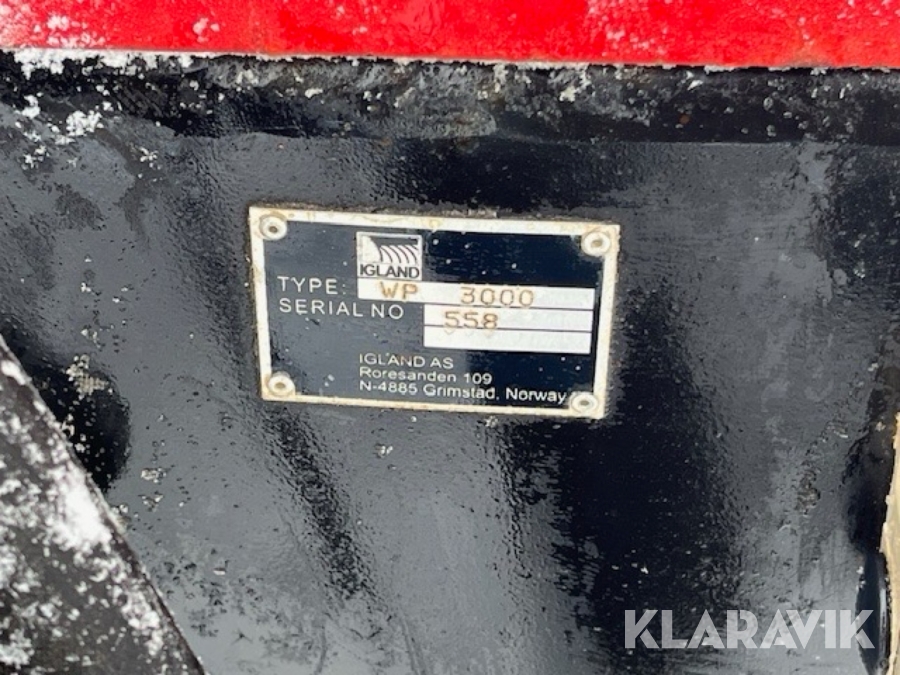 IGLAND
TYPE: WP 3000
SERIAL NO 558
IGLAND AS
Roresanden 109
N-4885 Grimstad, Norway
KLARAVIK